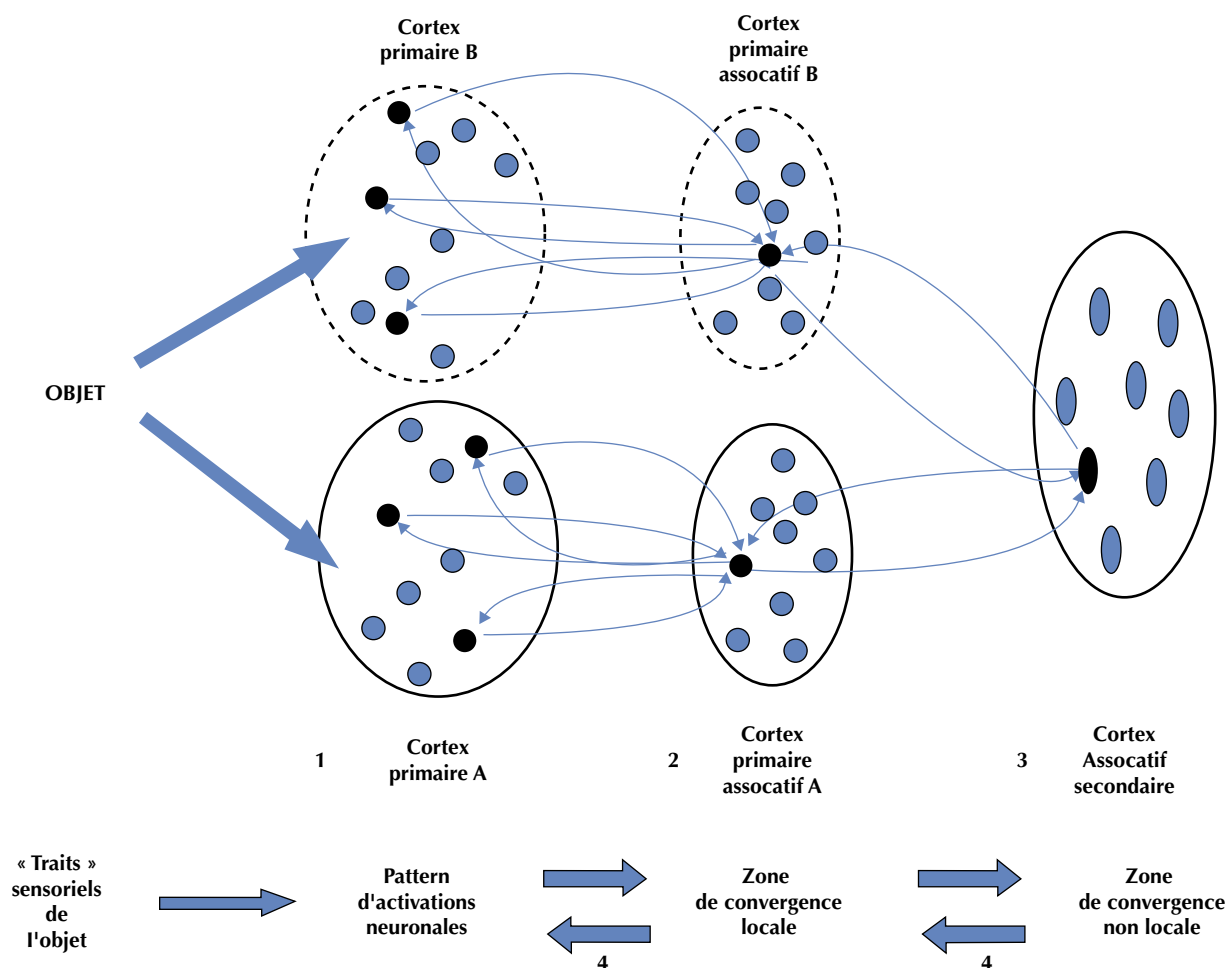 Cortex
primaire B
Cortex
primaire
assocatif B
OBJET
1
Cortex
primaire A
2
Cortex
primaire
assocatif A
3
Cortex
Assocatif
secondaire
« Traits »
sensoriels
de
l'objet
Pattern
d'activations
neuronales
4
Zone
de convergence
locale
4
Zone
de convergence
non locale